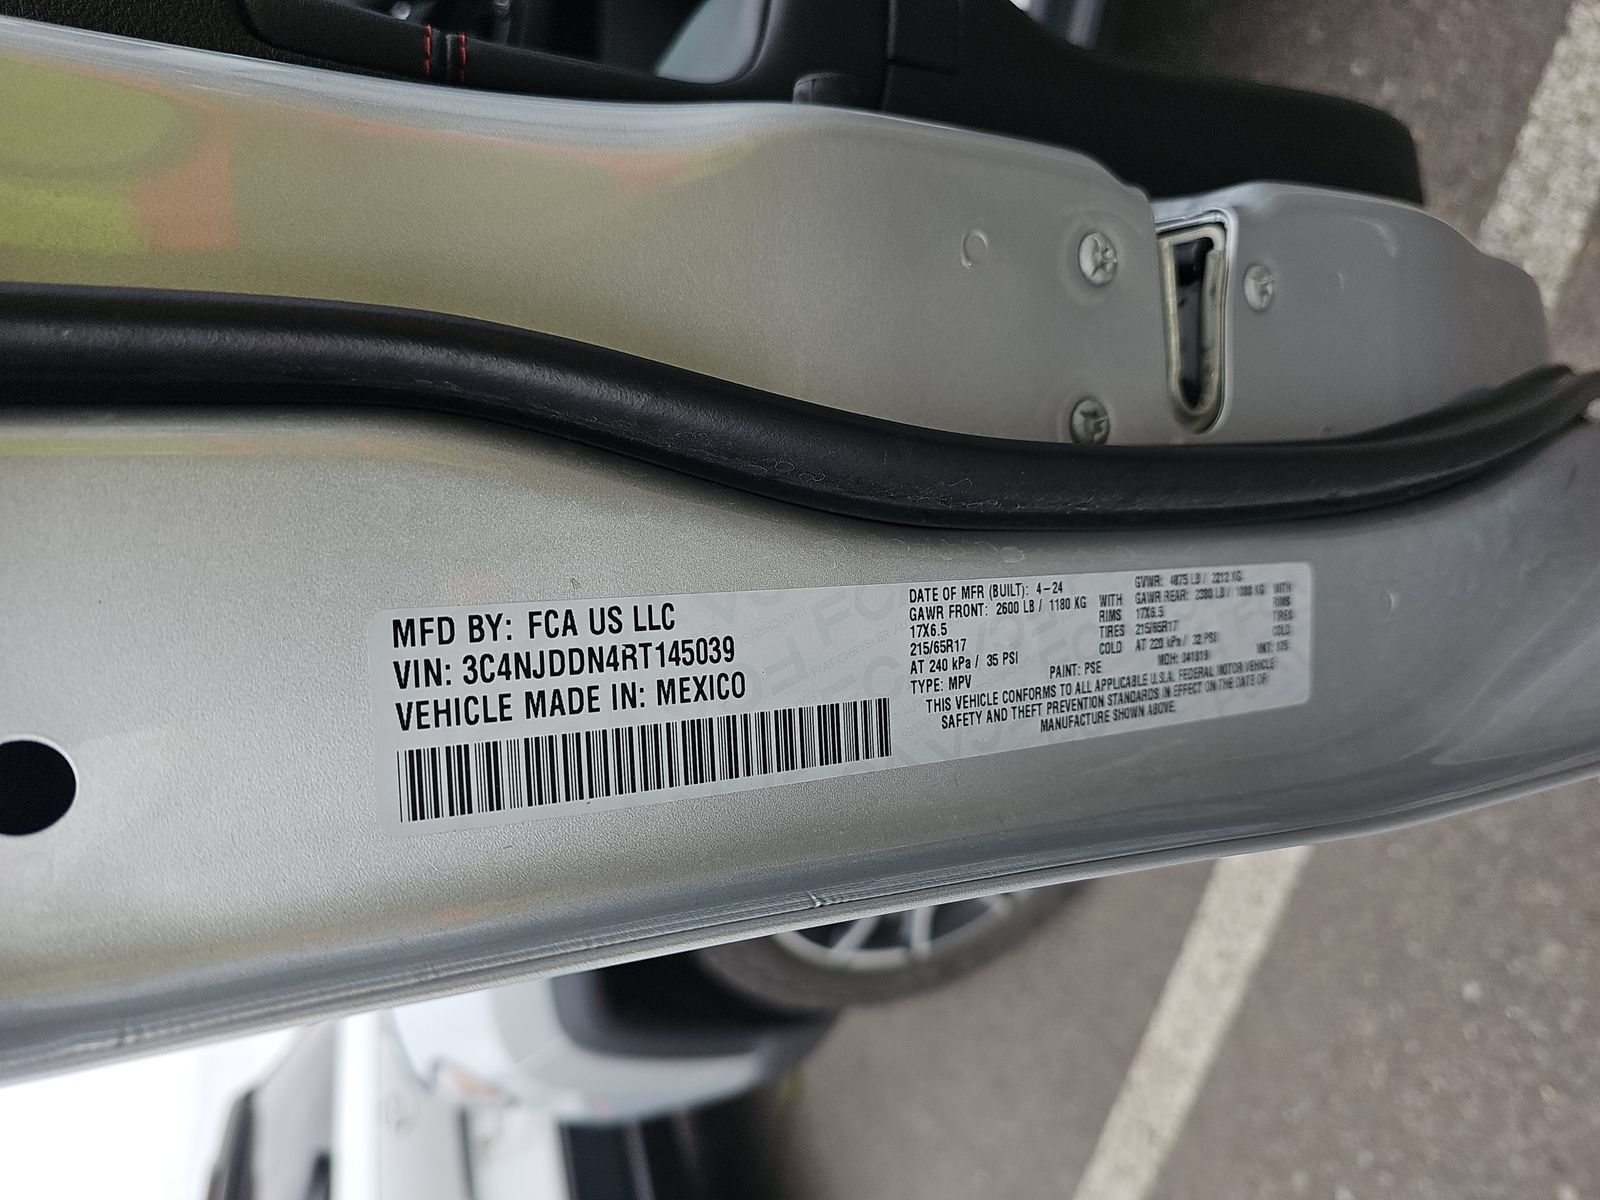 MFD BY: FCA US LLC
VIN: 3C4NJDDN4RT145039
VEHICLE MADE IN: MEXICO
DATE OF MFR (BUILT): 4-24
GAWR FRONT: 2600 LB / 1180 KG WITH
17X6.5 RIMS
215/65R17 TIRES
AT 240 kPa / 35 PSI COLD
TYPE: MPV
PAINT: PSE
GVWR: 4875 LB / 2212 KG
GAWR REAR: 2380 LB / 1080 KG WITH
17X6.5 RIMS
215/65R17 TIRES
AT 220 kPa / 32 PSI COLD
MDH: 041819
THIS VEHICLE CONFORMS TO ALL APPLICABLE U.S.A. FEDERAL MOTOR VEHICLE
SAFETY AND THEFT PREVENTION STANDARDS IN EFFECT ON THE DATE OF
MANUFACTURE SHOWN ABOVE.